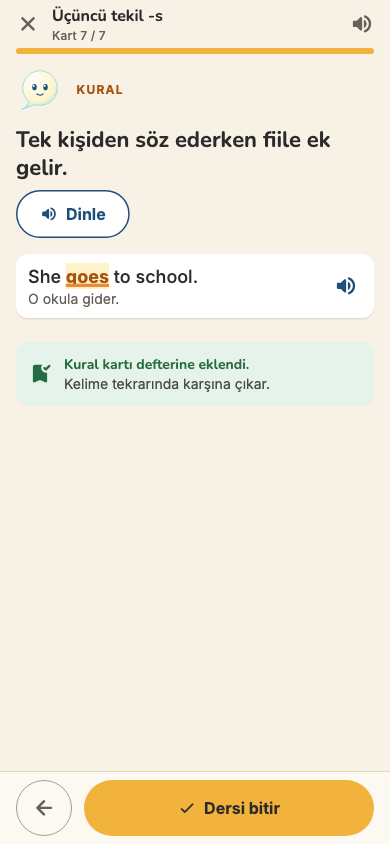 Üçüncü tekil -s
Kart 7 / 7
KURAL
Tek kişiden söz ederken fiile ek
gelir.
Dinle
She goes to school.
O okula gider.
Kural kartı defterine eklendi.
Kelime tekrarında karşına çıkar.
Dersi bitir